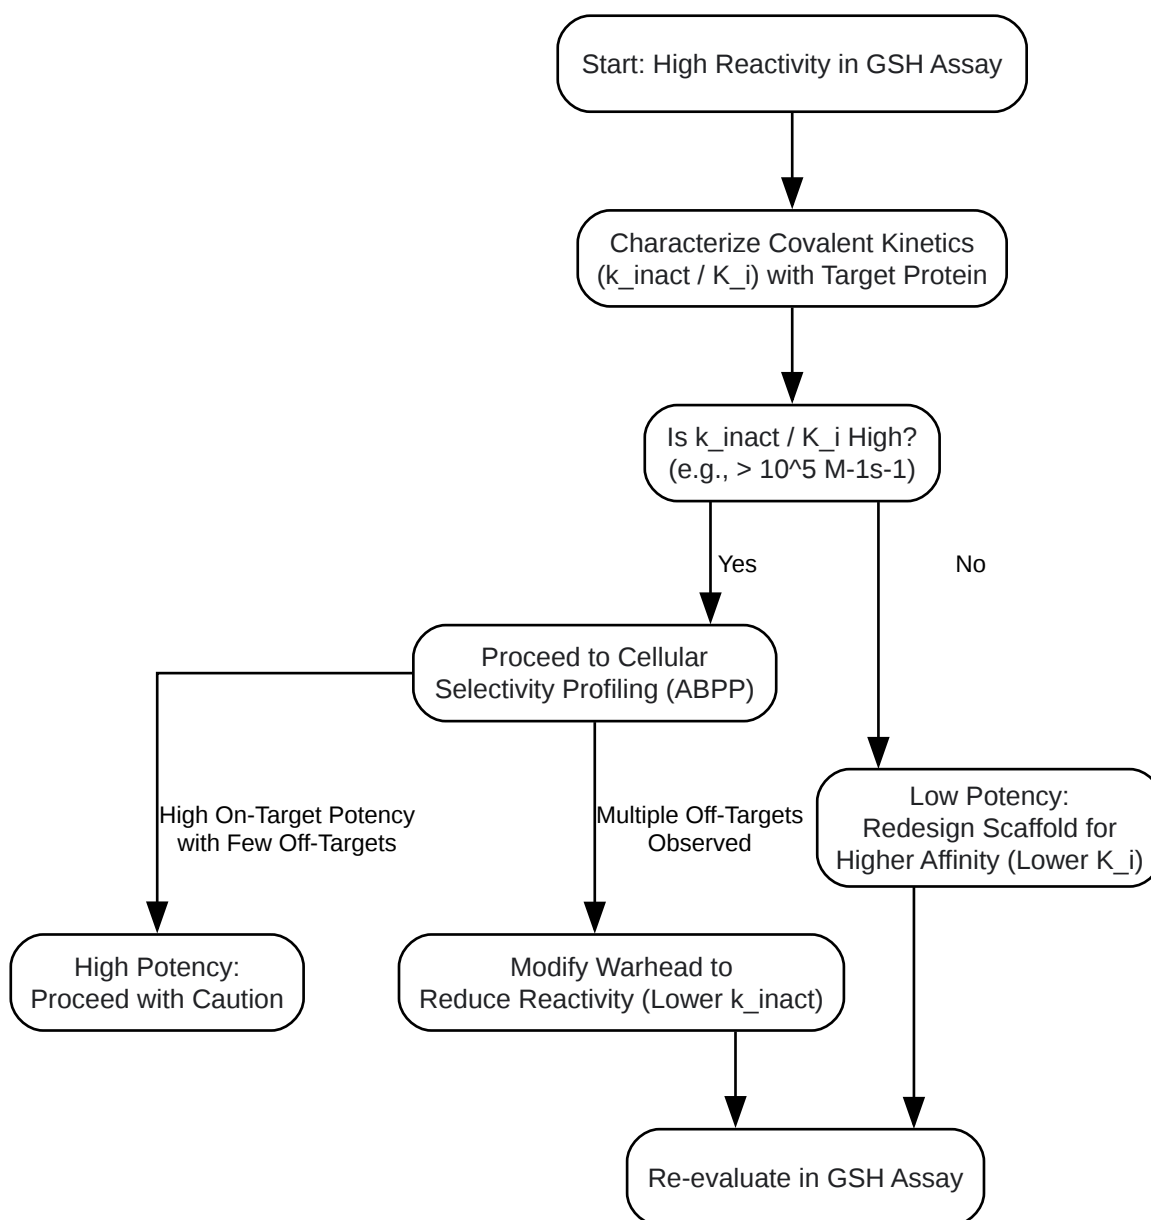 Start: High Reactivity in GSH Assay
Characterize Covalent Kinetics
(k_inact / K_i) with Target Protein
Is k_inact / K_i High?
(e.g., > 10^5 M-1s-1)
Yes
No
Proceed to Cellular
Selectivity Profiling (ABPP)
High On-Target Potency
with Few Off-Targets
Multiple Off-Targets
Observed
Low Potency:
Redesign Scaffold for
Higher Affinity (Lower K_i)
High Potency:
Proceed with Caution
Modify Warhead to
Reduce Reactivity (Lower k_inact)
Re-evaluate in GSH Assay